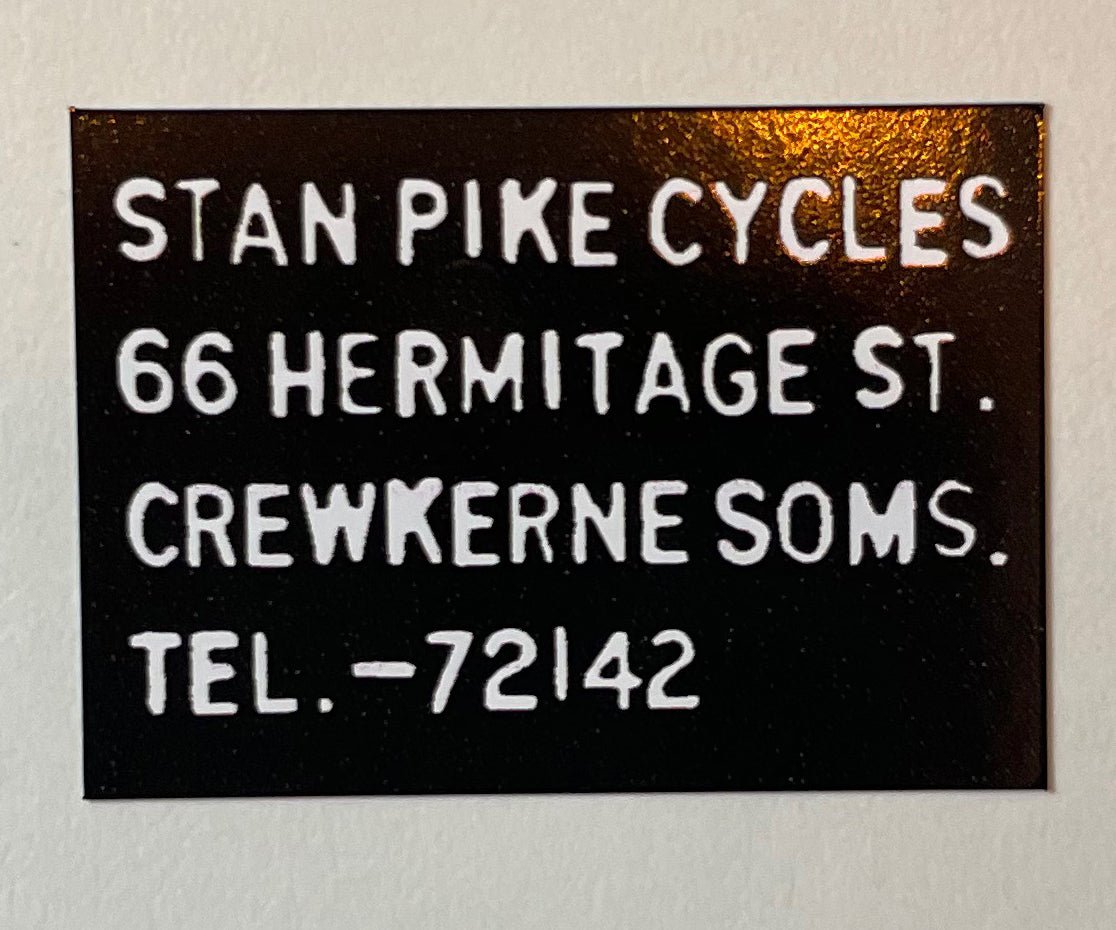 STAN PIKE CYCLES
66 HERMITAGE ST.
CREWKERNE SOMS.
TEL.-72142